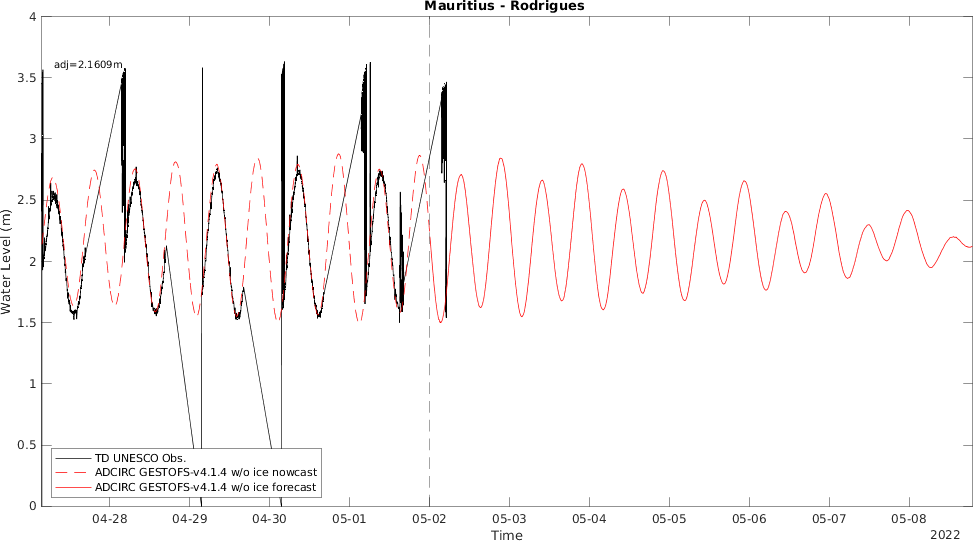 Mauritius - Rodrigues
Water Level (m)
4
3.5
3
2.5
2
1.5
1
0.5
0
adj=2.1609m
TD UNESCO Obs.
ADCIRC GESTOFS-v4.1.4 w/o ice nowcast
ADCIRC GESTOFS-v4.1.4 w/o ice forecast
04-28 04-29 04-30 05-01 05-02 05-03 05-04 05-05 05-06 05-07 05-08
Time
2022